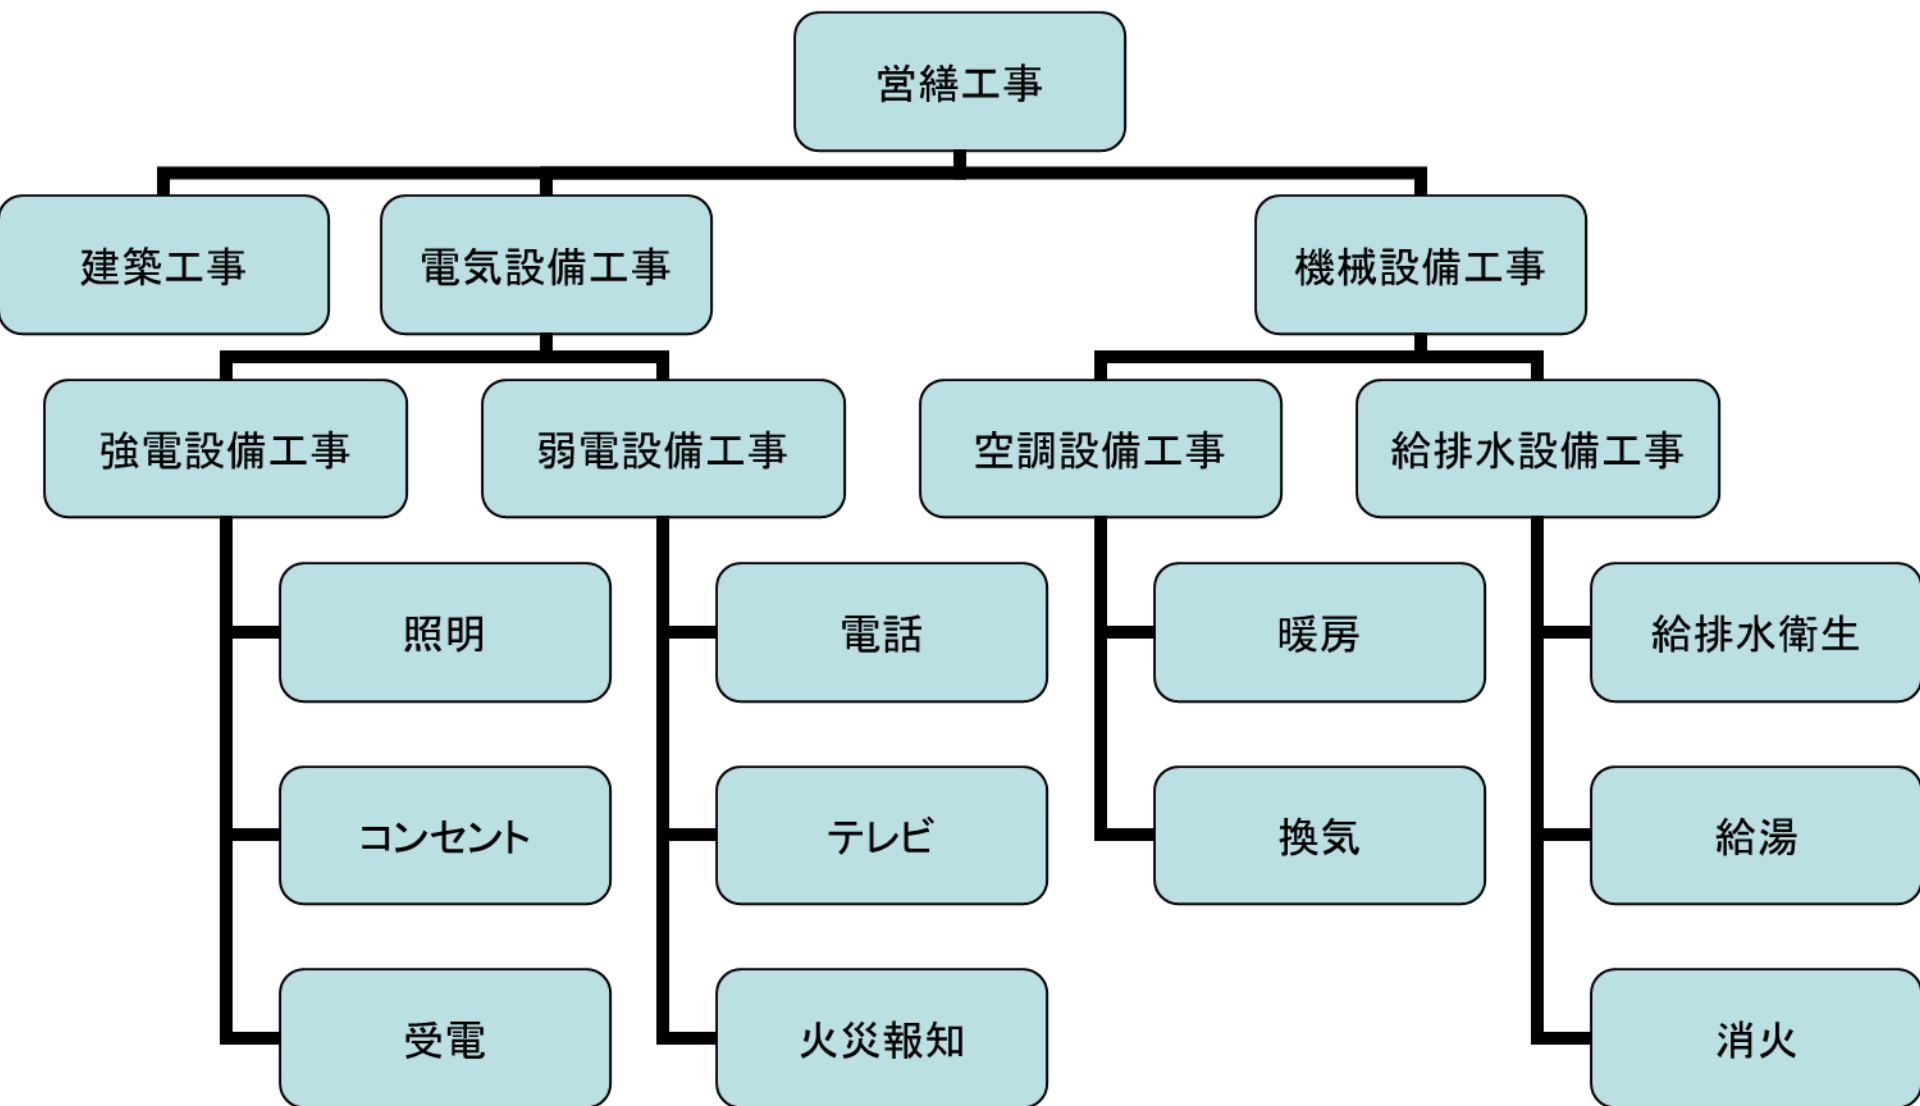 営繕工事
建築工事
電気設備工事
機械設備工事
強電設備工事
弱電設備工事
空調設備工事
給排水設備工事
照明
電話
暖房
給排水衛生
コンセント
テレビ
換気
給湯
受電
火災報知
消火